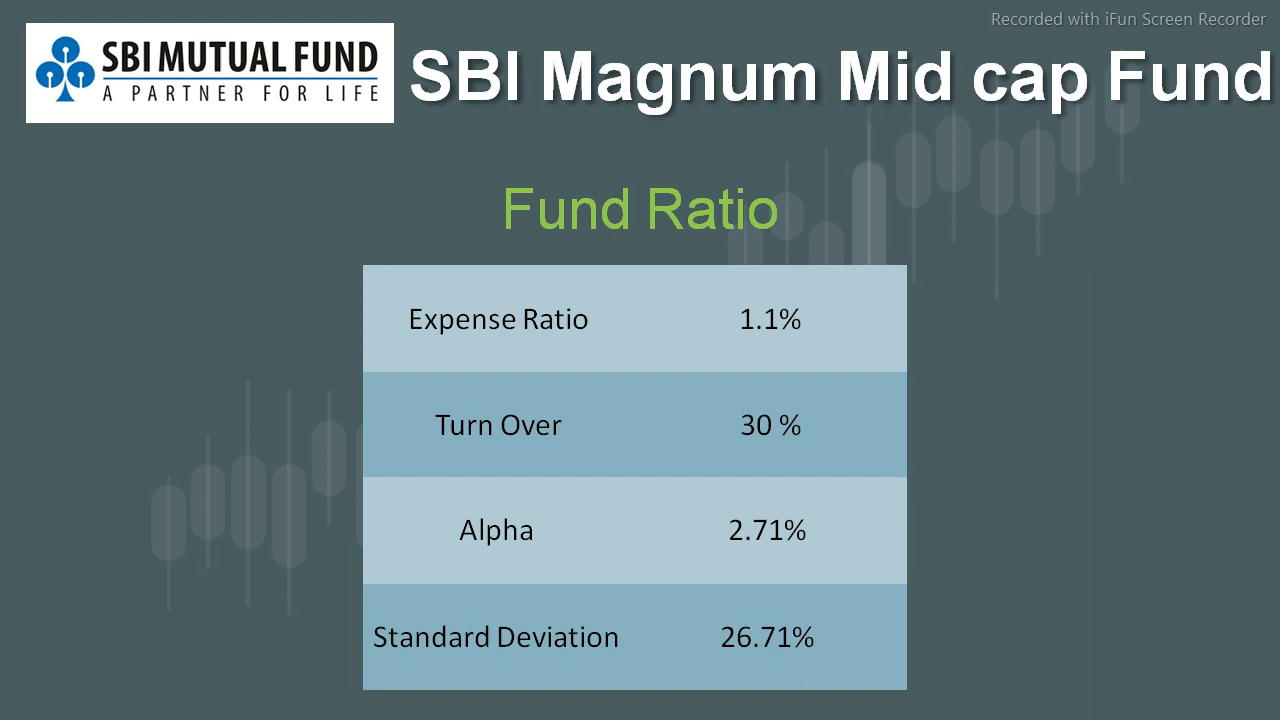 Recorded with iFun Screen Recorder
SBI MUTUAL FUND
A PARTNER FOR LIFE
SBI Magnum Mid cap Fund
Fund Ratio
Expense Ratio 1.1%
Turn Over 30 %
Alpha 2.71%
Standard Deviation 26.71%